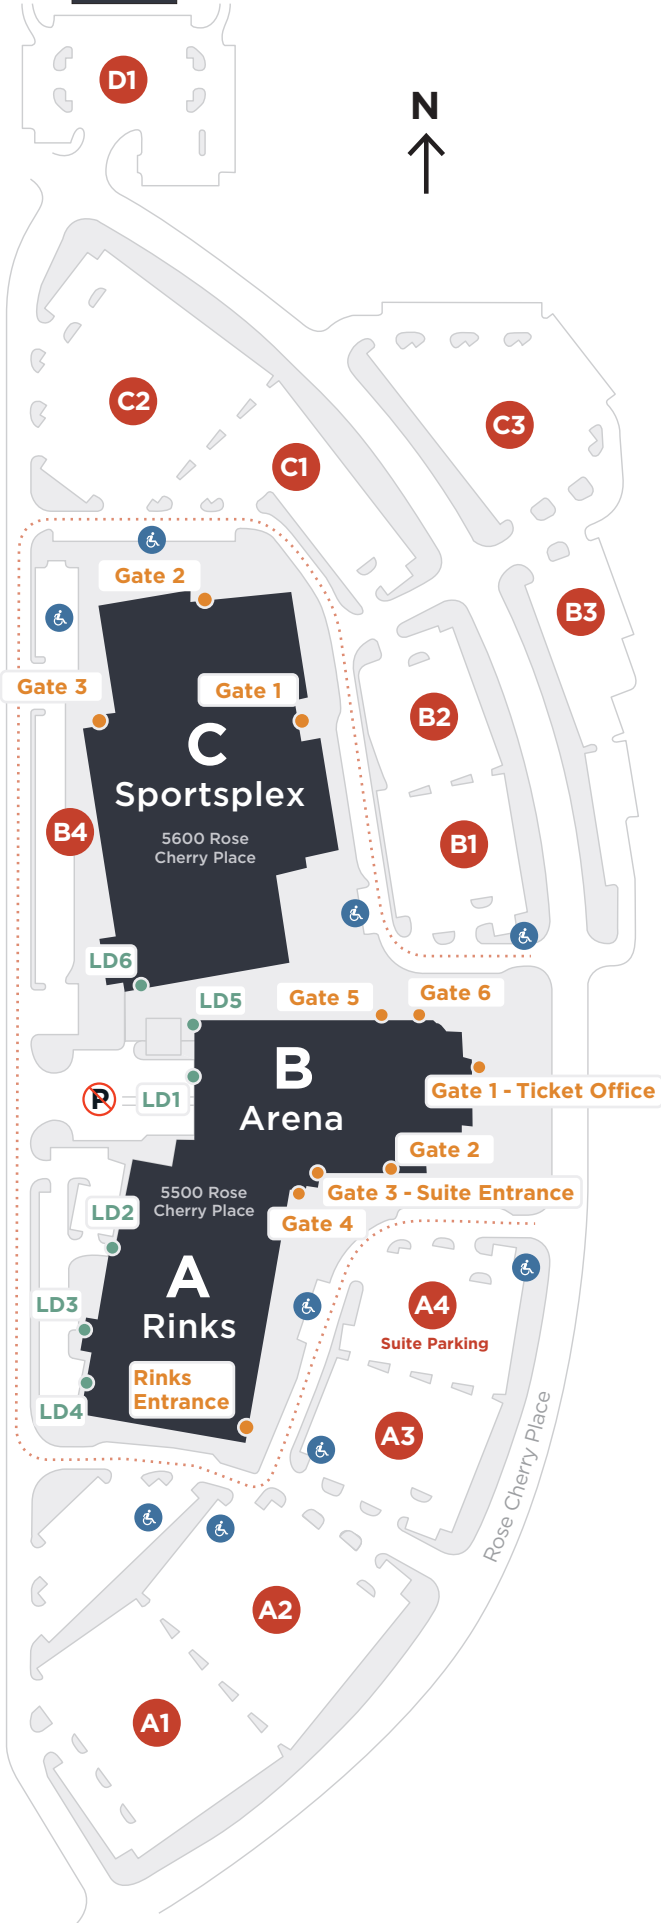 D1
N
C2
C3
C1
Gate 2
B3
Gate 3
Gate 1
B2
C
Sportsplex
5600 Rose
Cherry Place
B4
B1
LD6
LD5
Gate 5
Gate 6
B
Arena
Gate 1 - Ticket Office
P
LD1
Gate 2
5500 Rose
Cherry Place
Gate 3 - Suite Entrance
LD2
Gate 4
A
Rinks
LD3
A4
Suite Parking
Rinks
Entrance
LD4
A3
Rose Cherry Place
A2
A1